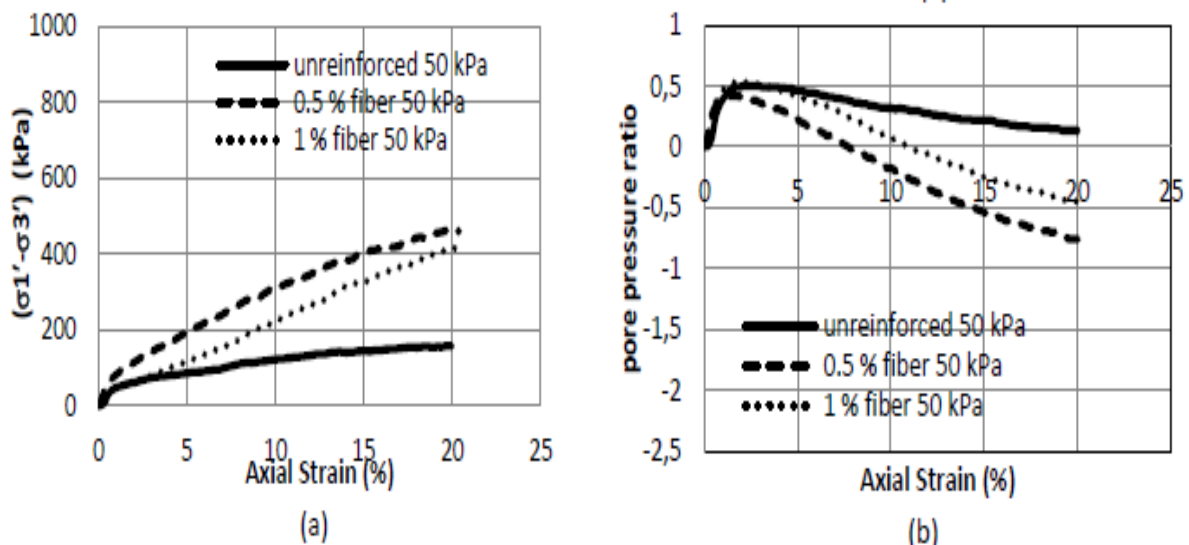 1000
800
600
400
200
0
(σ1'-σ3') (kPa)
unreinforced 50 kPa
0.5 % fiber 50 kPa
1 % fiber 50 kPa
0 5 10 15 20 25
Axial Strain (%)
(a)
1
0,5
0
-0,5
-1
-1,5
-2
-2,5
pore pressure ratio
0 5 10 15 20 25
unreinforced 50 kPa
0.5 % fiber 50 kPa
1 % fiber 50 kPa
Axial Strain (%)
(b)